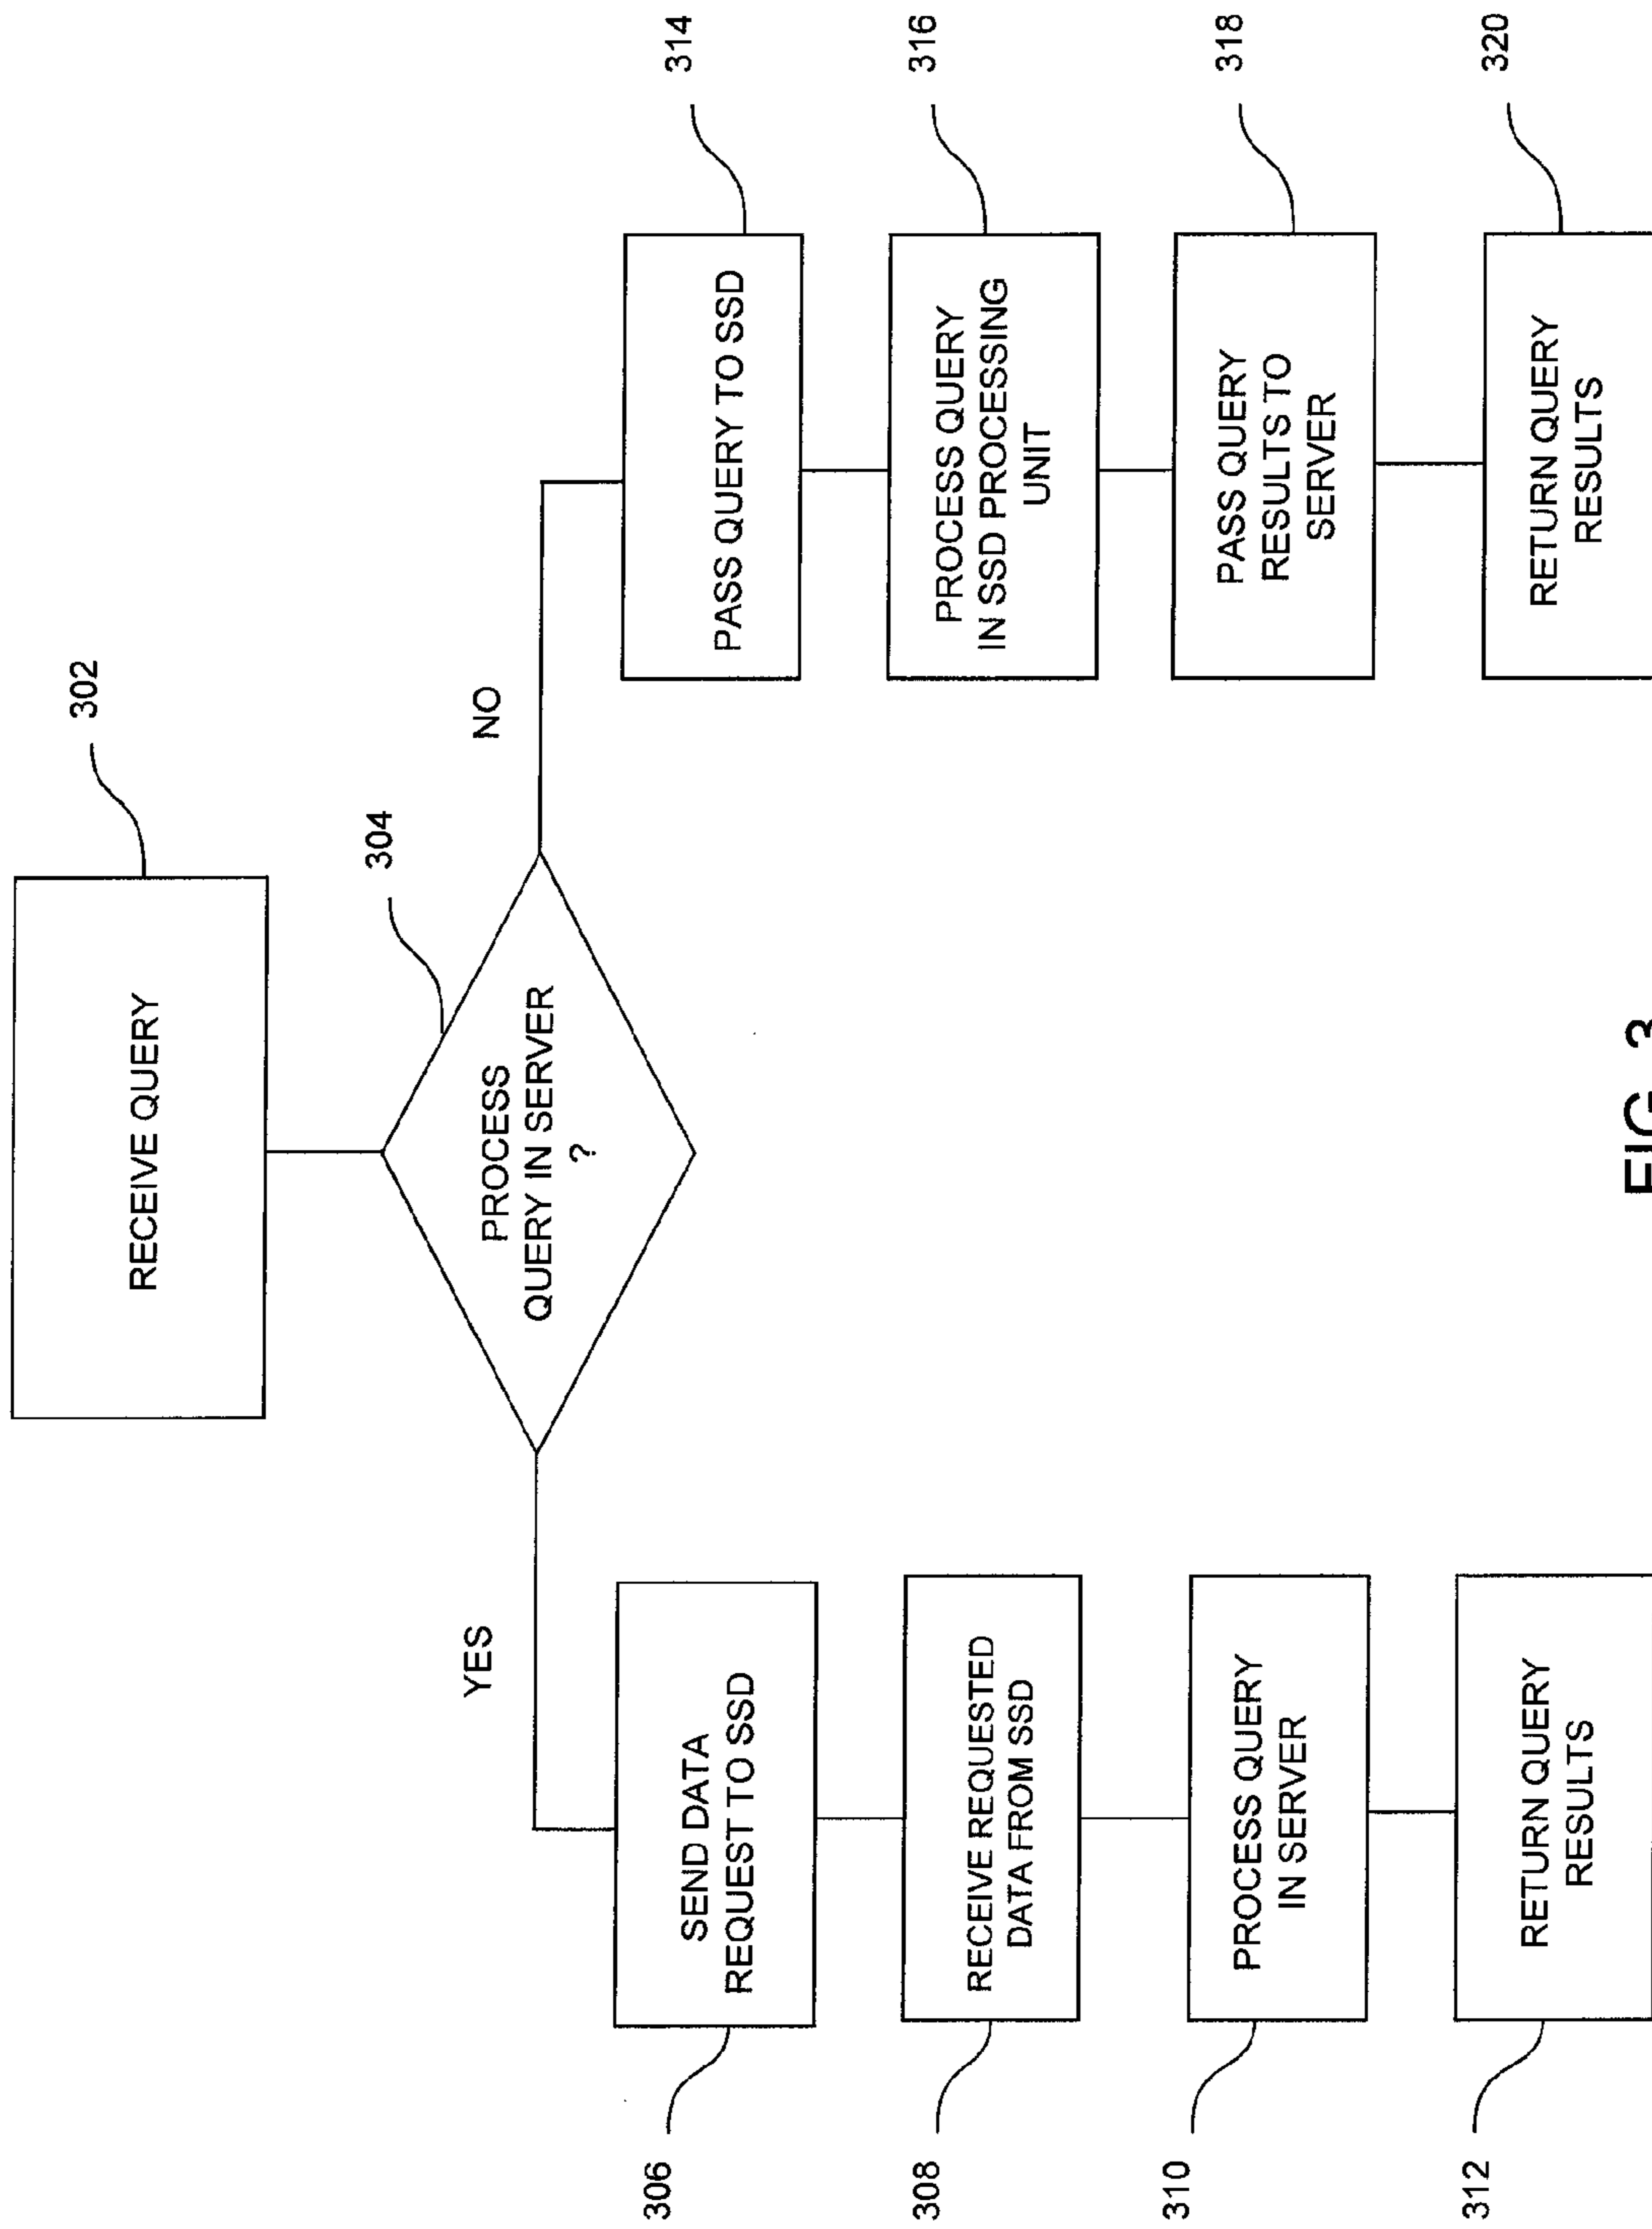 RECEIVE QUERY
302
PROCESS
QUERY IN SERVER
?
304
YES
NO
SEND DATA
REQUEST TO SSD
306
RECEIVE REQUESTED
DATA FROM SSD
308
PROCESS QUERY
IN SERVER
310
RETURN QUERY
RESULTS
312
PASS QUERY TO SSD
314
PROCESS QUERY
IN SSD PROCESSING
UNIT
316
PASS QUERY
RESULTS TO
SERVER
318
RETURN QUERY
RESULTS
320
FIG. 3